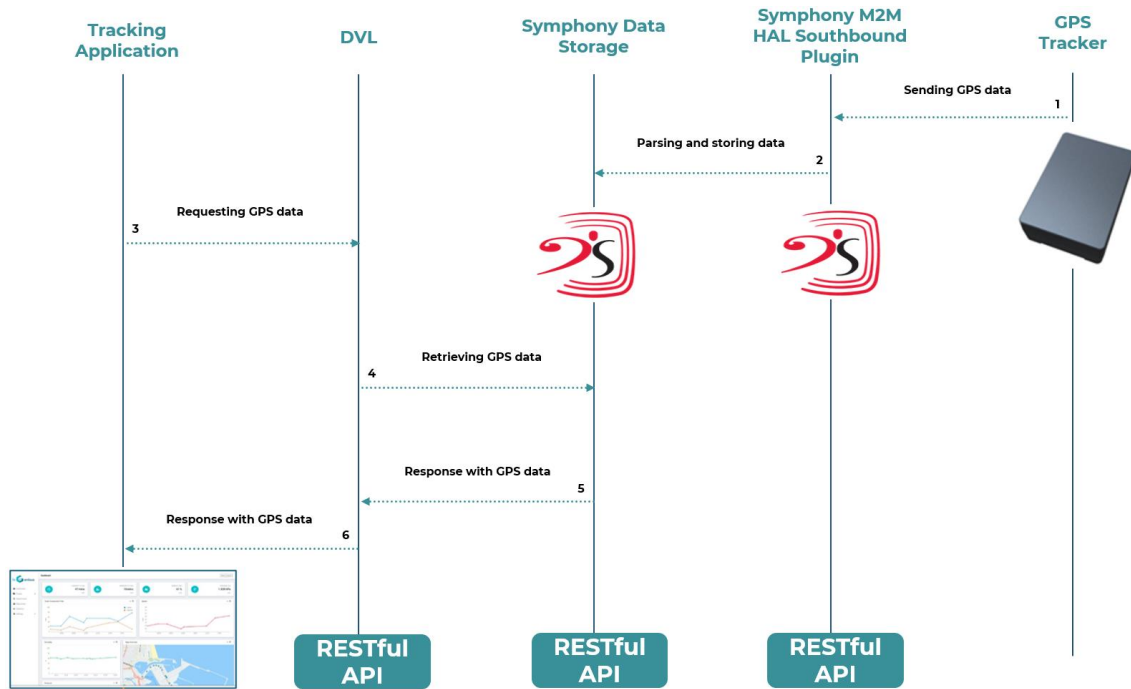 Tracking
Application
DVL
Symphony Data
Storage
Symphony M2M
HAL Southbound
Plugin
GPS
Tracker
Sending GPS data
1
Parsing and storing data
2
Requesting GPS data
3
Retrieving GPS data
4
Response with GPS data
5
Response with GPS data
6
RESTful
API
RESTful
API
RESTful
API